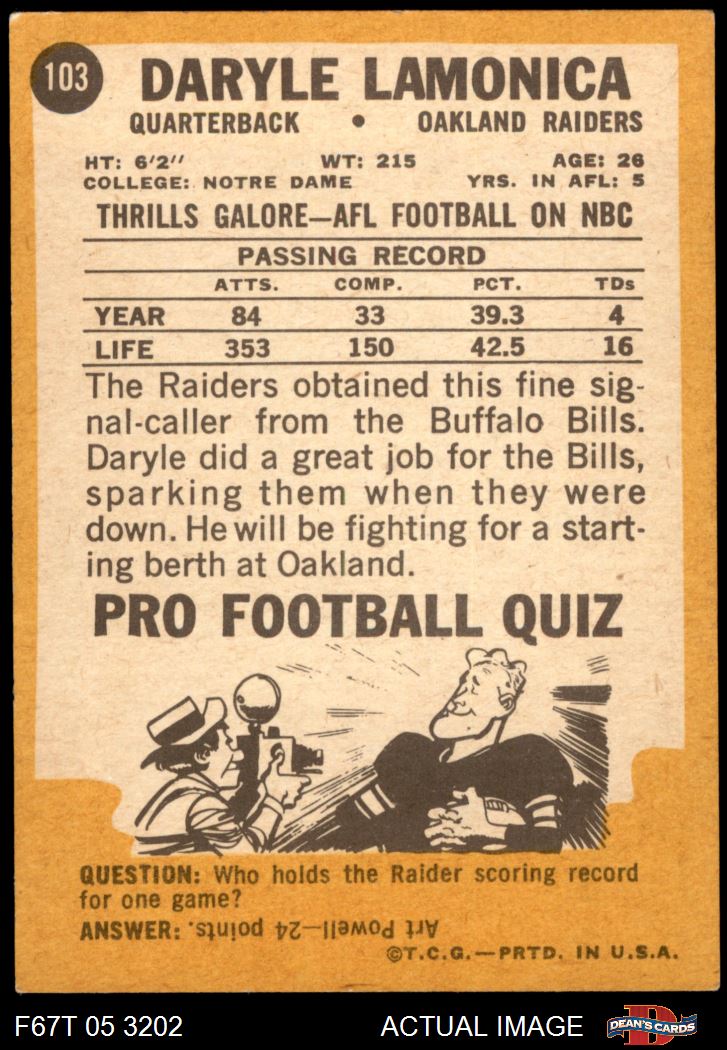 103
DARYLE LAMONICA
QUARTERBACK • OAKLAND RAIDERS
HT: 6'2'' WT: 215 AGE: 26
COLLEGE: NOTRE DAME YRS. IN AFL: 5
THRILLS GALORE—AFL FOOTBALL ON NBC
PASSING RECORD
ATTS. COMP. PCT. TDs
YEAR 84 33 39.3 4
LIFE 353 150 42.5 16
The Raiders obtained this fine sig-
nal-caller from the Buffalo Bills.
Daryle did a great job for the Bills,
sparking them when they were
down. He will be fighting for a start-
ing berth at Oakland.
PRO FOOTBALL QUIZ
QUESTION: Who holds the Raider scoring record
for one game?
ANSWER: Art Powell—24 points.
©T.C.G.—PRTD. IN U.S.A.
F67T 05 3202 ACTUAL IMAGE DEAN'S CARDS